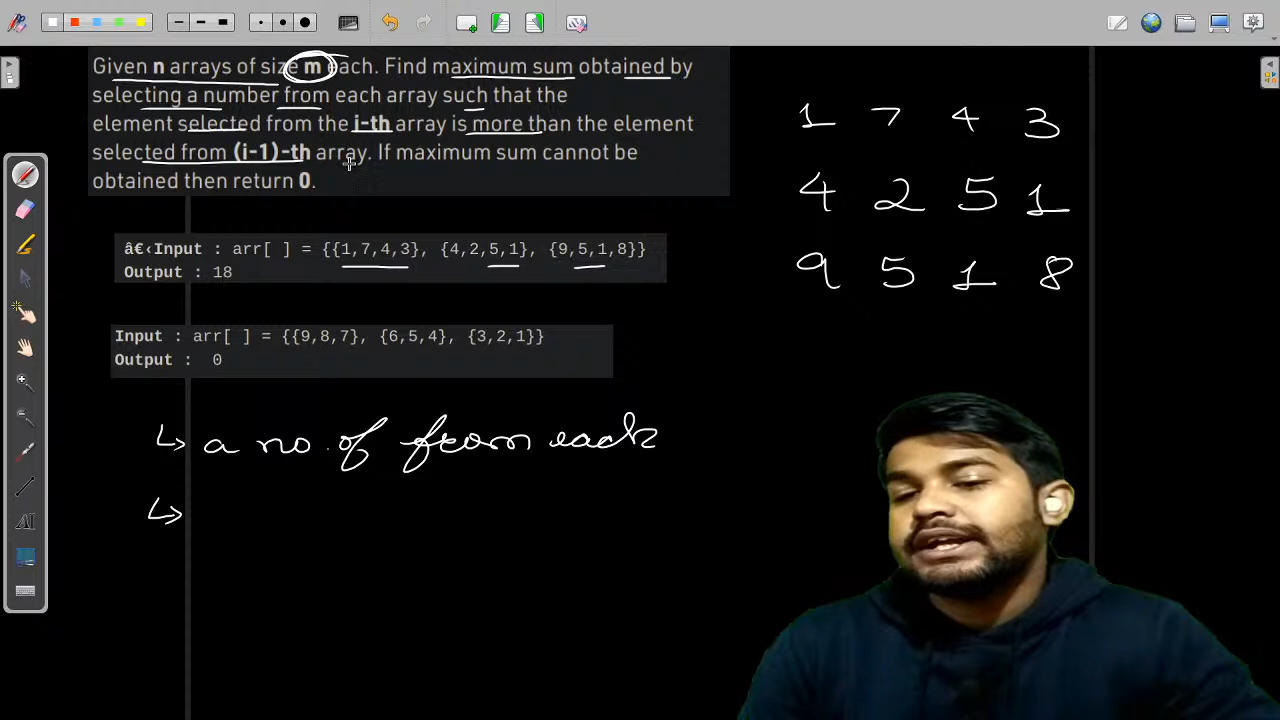 Given n arrays of size m each. Find maximum sum obtained by
selecting a number from each array such that the
element selected from the i-th array is more than the element
selected from (i-1)-th array. If maximum sum cannot be
obtained then return 0.
â€‹Input : arr[ ] = {{1,7,4,3}, {4,2,5,1}, {9,5,1,8}}
Output : 18
Input : arr[ ] = {{9,8,7}, {6,5,4}, {3,2,1}}
Output : 0
↳ a no. of from each
↳
1 7 4 3
4 2 5 1
9 5 1 8